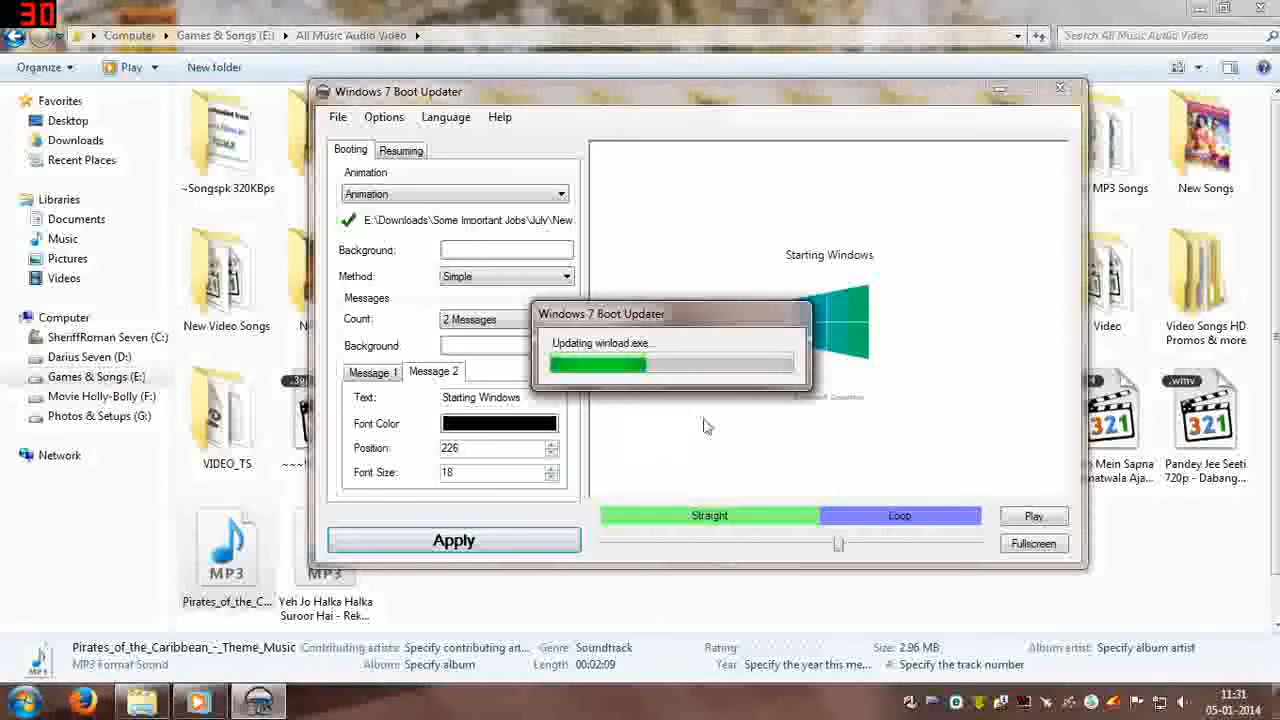 30
Computer ▸ Games & Songs (E:) ▸ All Music Audio Video ▸
Search All Music Audio Video
Organize
Play
New folder
Favorites
Desktop
Downloads
Recent Places
Libraries
Documents
Music
Pictures
Videos
Computer
SheriffRoman Seven (C:)
Darius Seven (D:)
Games & Songs (E:)
Movie Holly-Bolly (F:)
Photos & Setups (G:)
Network
~Songspk 320KBps
MP3 Songs
New Songs
New Video Songs
Video
Video Songs HD
Promos & more
.wmv
321
VIDEO_TS
Mein Sapna
matwala Aja...
Pandey Jee Seeti
720p - Dabang...
MP3
Pirates_of_the_C...
MP3
Yeh Jo Halka Halka
Suroor Hai - Rek...
Windows 7 Boot Updater
File
Options
Language
Help
Booting
Resuming
Animation
Animation
E:\Downloads\Some Important Jobs\July\New
Background:
Method:
Simple
Messages
Count:
2 Messages
Background:
Message 1
Message 2
Text:
Starting Windows
Font Color
Position:
226
Font Size:
18
Apply
Starting Windows
Straight
Loop
Play
Fullscreen
Windows 7 Boot Updater
Updating winload.exe...
Pirates_of_the_Caribbean_-_Theme_Music
MP3 Format Sound
Contributing artists: Specify contributing art...
Album: Specify album
Genre: Soundtrack
Length: 00:02:09
Rating:
Year: Specify the year this me...
Size: 2.96 MB
#: Specify the track number
Album artist: Specify album artist
11:31
05-01-2014